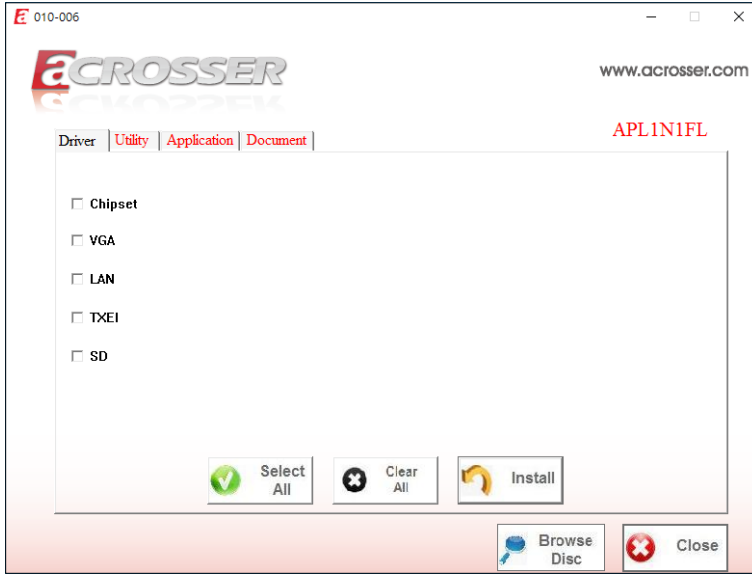 010-006
aCROSSER
www.acrosser.com
APL1N1FL
Driver Utility Application Document
Chipset
VGA
LAN
TXEI
SD
Select All
Clear All
Install
Browse Disc
Close